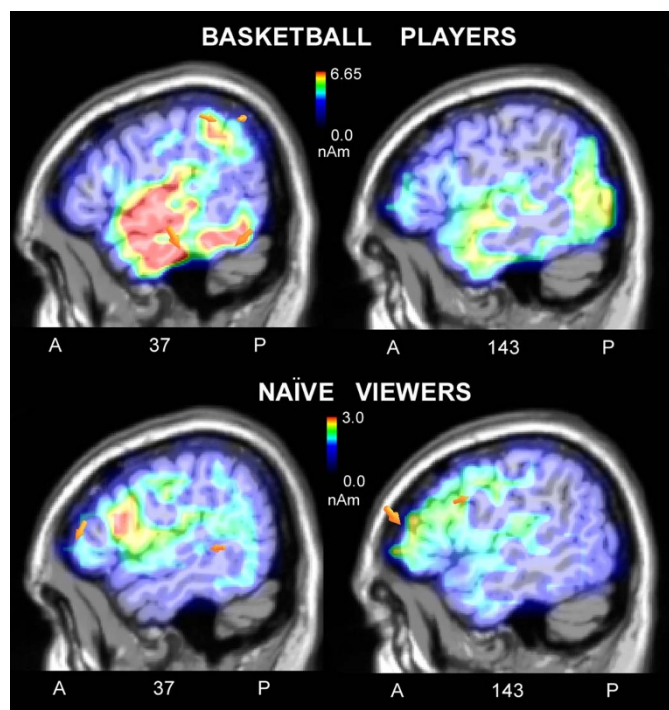 BASKETBALL PLAYERS
6.65
0.0
nAm
A 37 P
A 143 P
NAÏVE VIEWERS
3.0
0.0
nAm
A 37 P
A 143 P